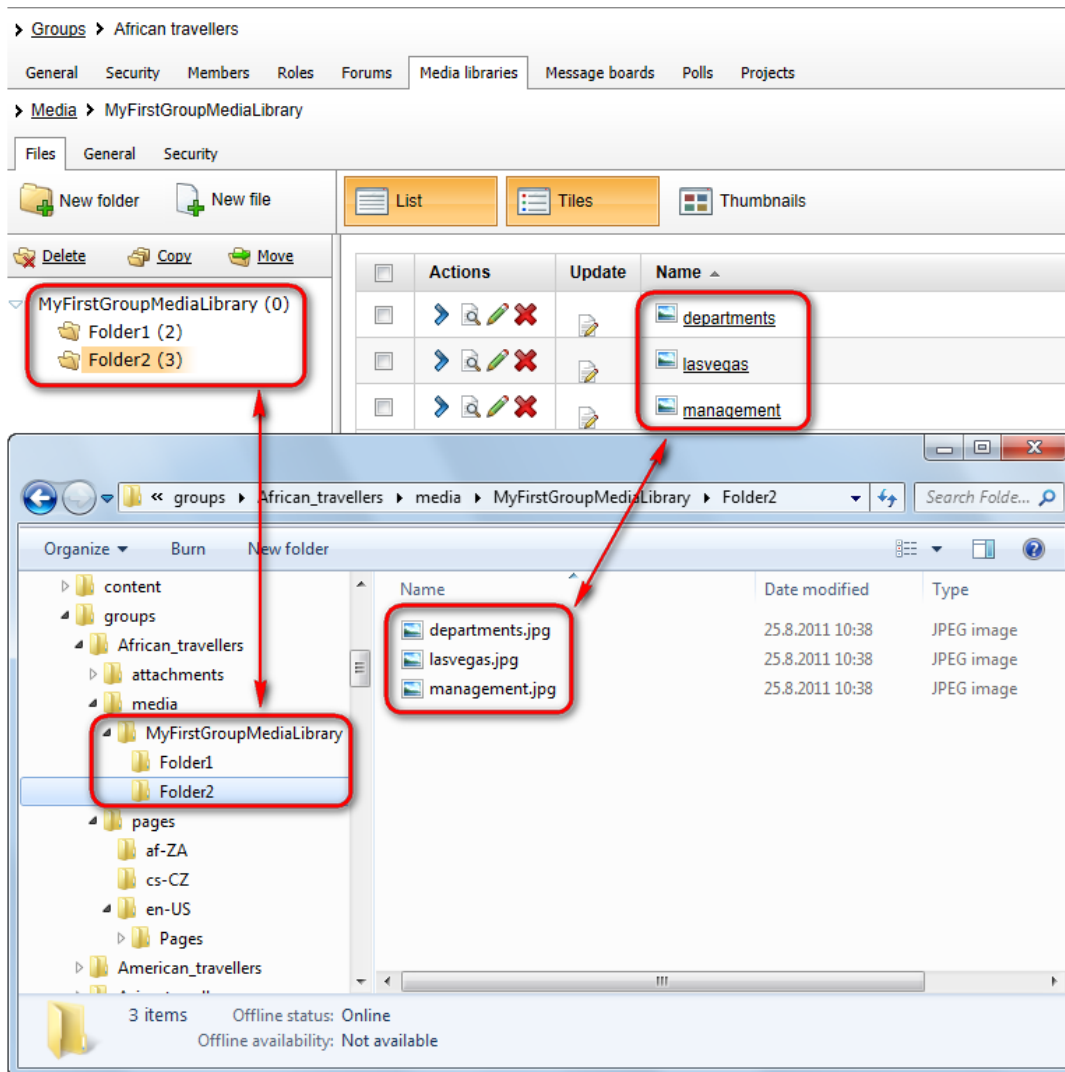 Groups > African travellers
General Security Members Roles Forums Media libraries Message boards Polls Projects
Media > MyFirstGroupMediaLibrary
Files General Security
New folder New file List Tiles Thumbnails
Delete Copy Move
Actions Update Name
MyFirstGroupMediaLibrary (0)
Folder1 (2)
Folder2 (3)
departments
lasvegas
management
« groups African_travellers media MyFirstGroupMediaLibrary Folder2 Search Folde...
Organize Burn New folder
content
groups
African_travellers
attachments
media
MyFirstGroupMediaLibrary
Folder1
Folder2
pages
af-ZA
cs-CZ
en-US
Pages
American_travellers
Name Date modified Type
departments.jpg 25.8.2011 10:38 JPEG image
lasvegas.jpg 25.8.2011 10:38 JPEG image
management.jpg 25.8.2011 10:38 JPEG image
3 items Offline status: Online
Offline availability: Not available